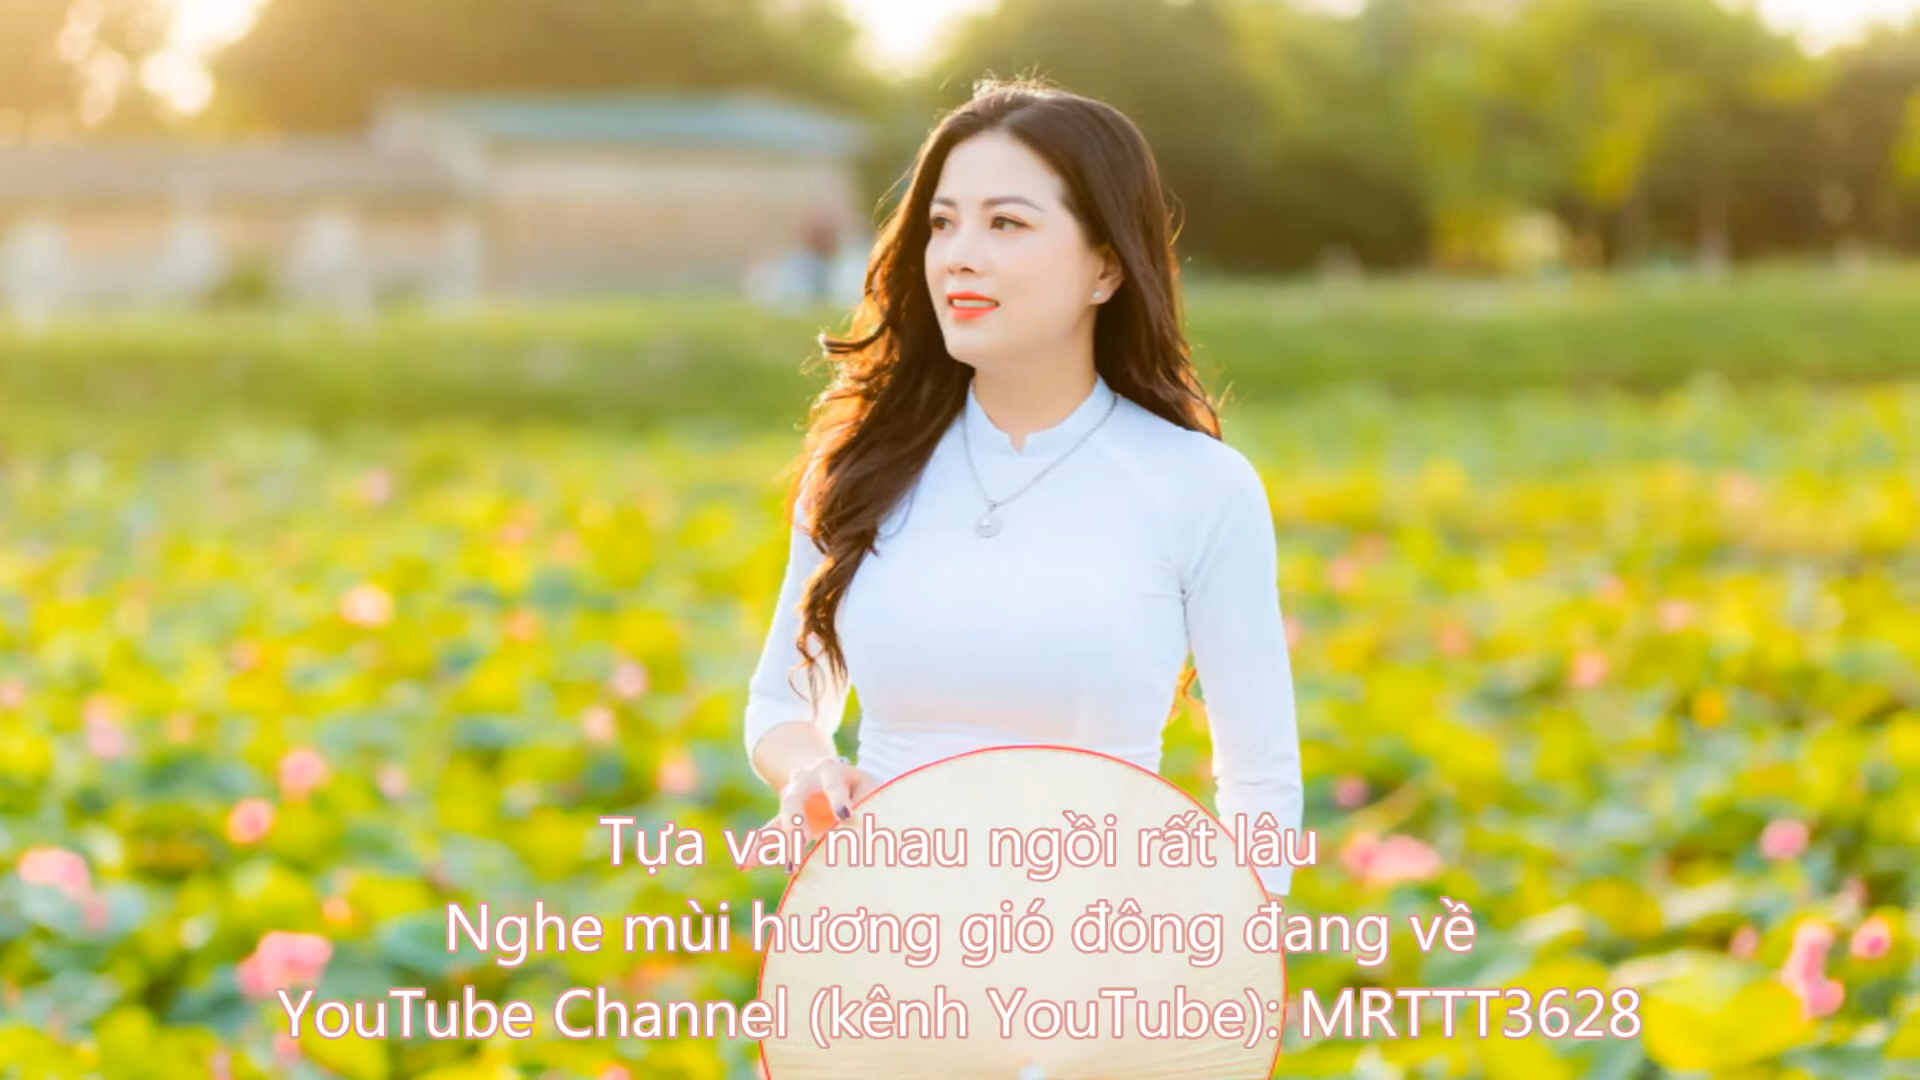 Tựa vai nhau ngồi rất lâu
Nghe mùi hương gió đông đang về
YouTube Channel (kênh YouTube): MRTTT3628